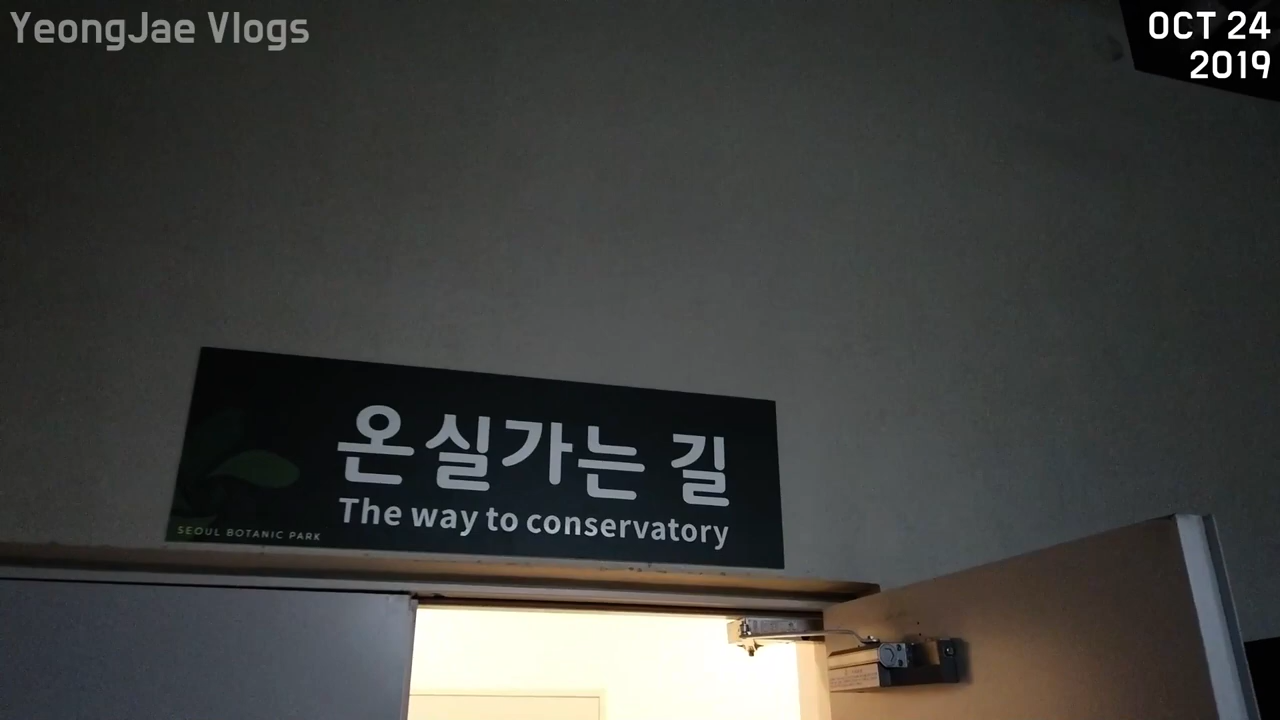 YeongJae Vlogs
OCT 24
2019
온실가는 길
The way to conservatory
SEOUL BOTANIC PARK